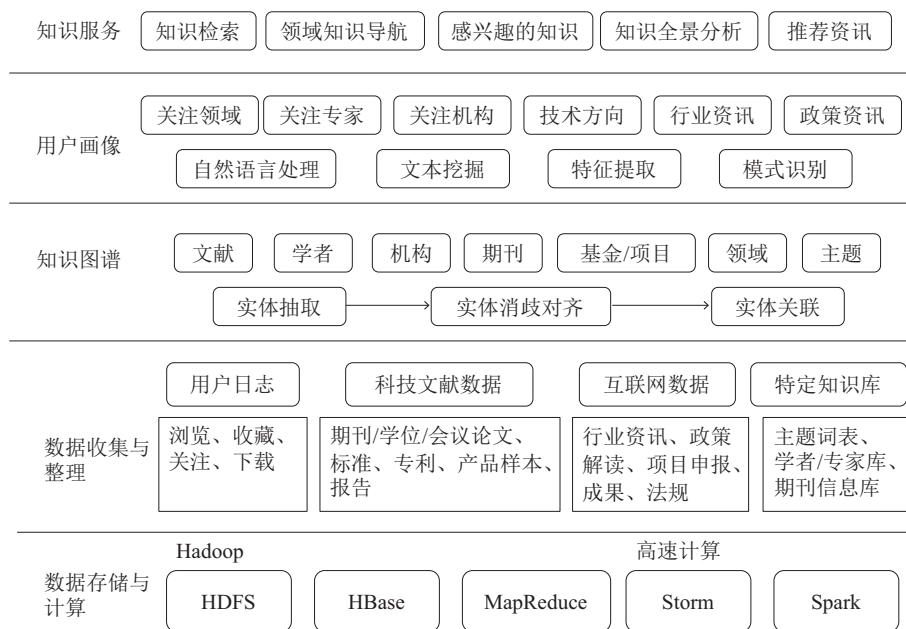 知识服务 知识检索 领域知识导航 感兴趣的知识 知识全景分析 推荐资讯
用户画像
关注领域 关注专家 关注机构 技术方向 行业资讯 政策资讯
自然语言处理 文本挖掘 特征提取 模式识别
知识图谱
文献 学者 机构 期刊 基金/项目 领域 主题
实体抽取 实体消歧对齐 实体关联
数据收集与
整理
用户日志 科技文献数据 互联网数据 特定知识库
浏览、收藏、
关注、下载
期刊/学位/会议论文、
标准、专利、产品样本、
报告
行业资讯、政策
解读、项目申报、
成果、法规
主题词表、
学者/专家库、
期刊信息库
数据存储与
计算
Hadoop 高速计算
HDFS HBase MapReduce Storm Spark